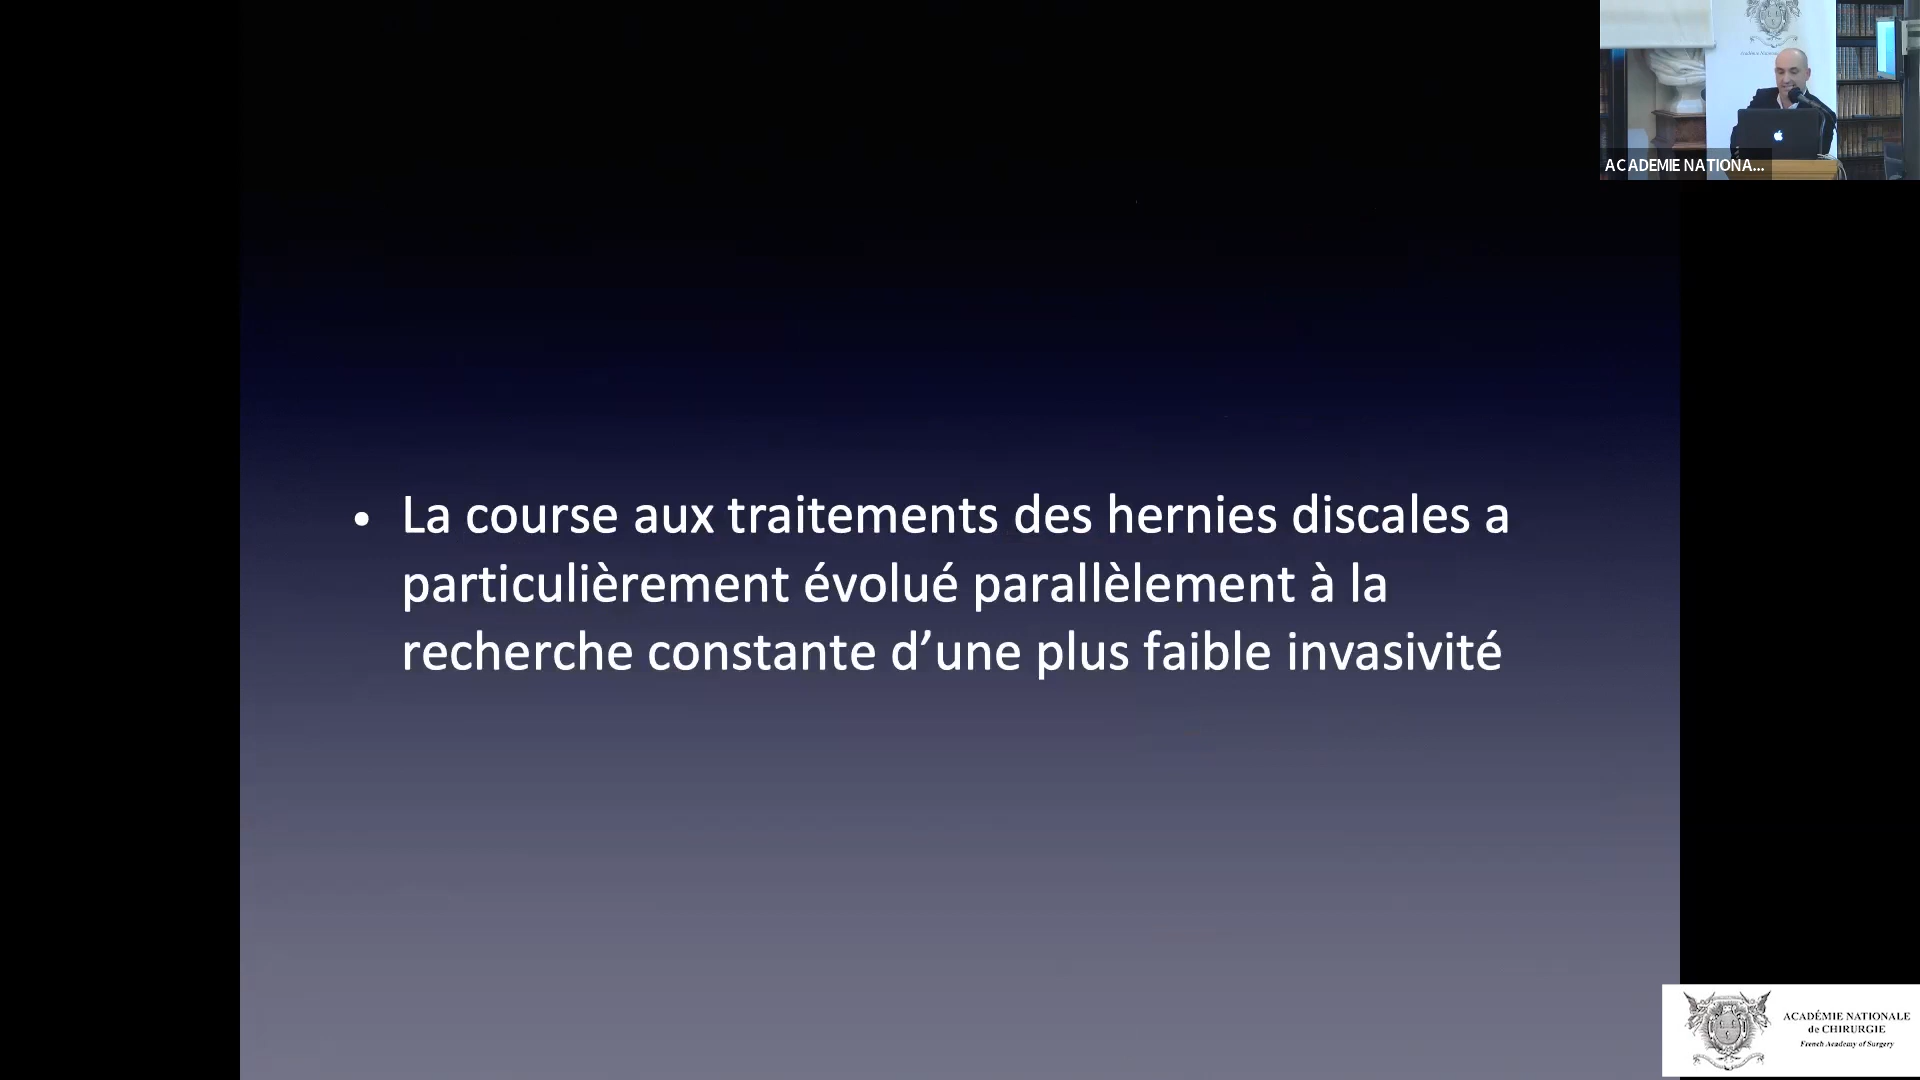 ACADEMIE NATIONA...
• La course aux traitements des hernies discales a
particulièrement évolué parallèlement à la
recherche constante d’une plus faible invasivité
ACADÉMIE NATIONALE
de CHIRURGIE
French Academy of Surgery